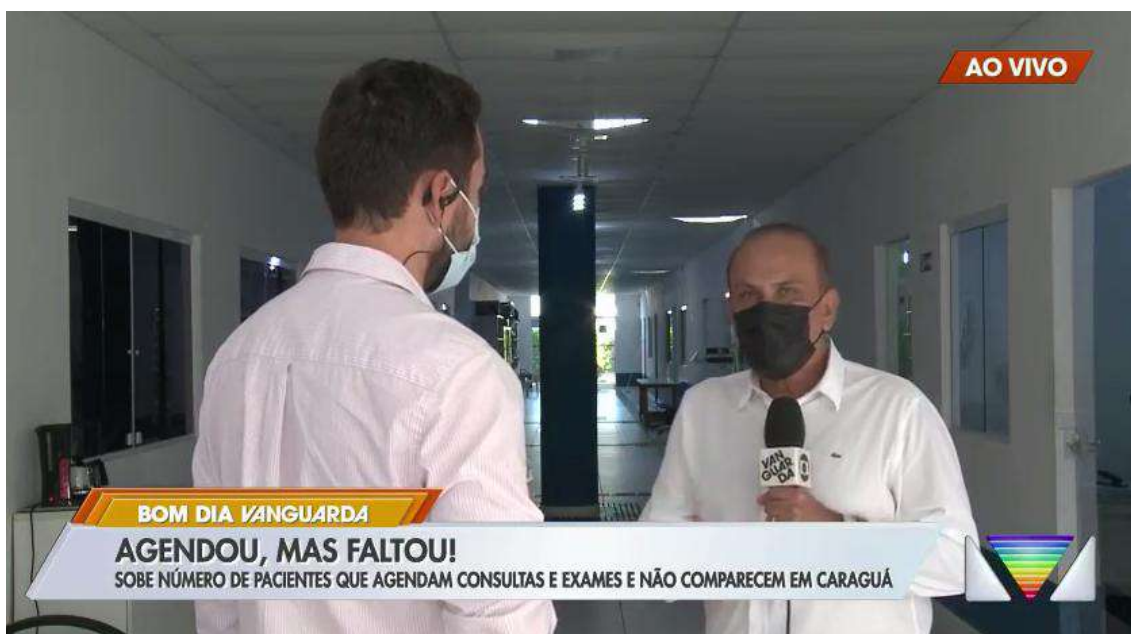 AO VIVO
VAN
GUAR
DA
BOM DIA VANGUARDA
AGENDOU, MAS FALTOU!
SOBE NÚMERO DE PACIENTES QUE AGENDAM CONSULTAS E EXAMES E NÃO COMPARECEM EM CARAGUÁ